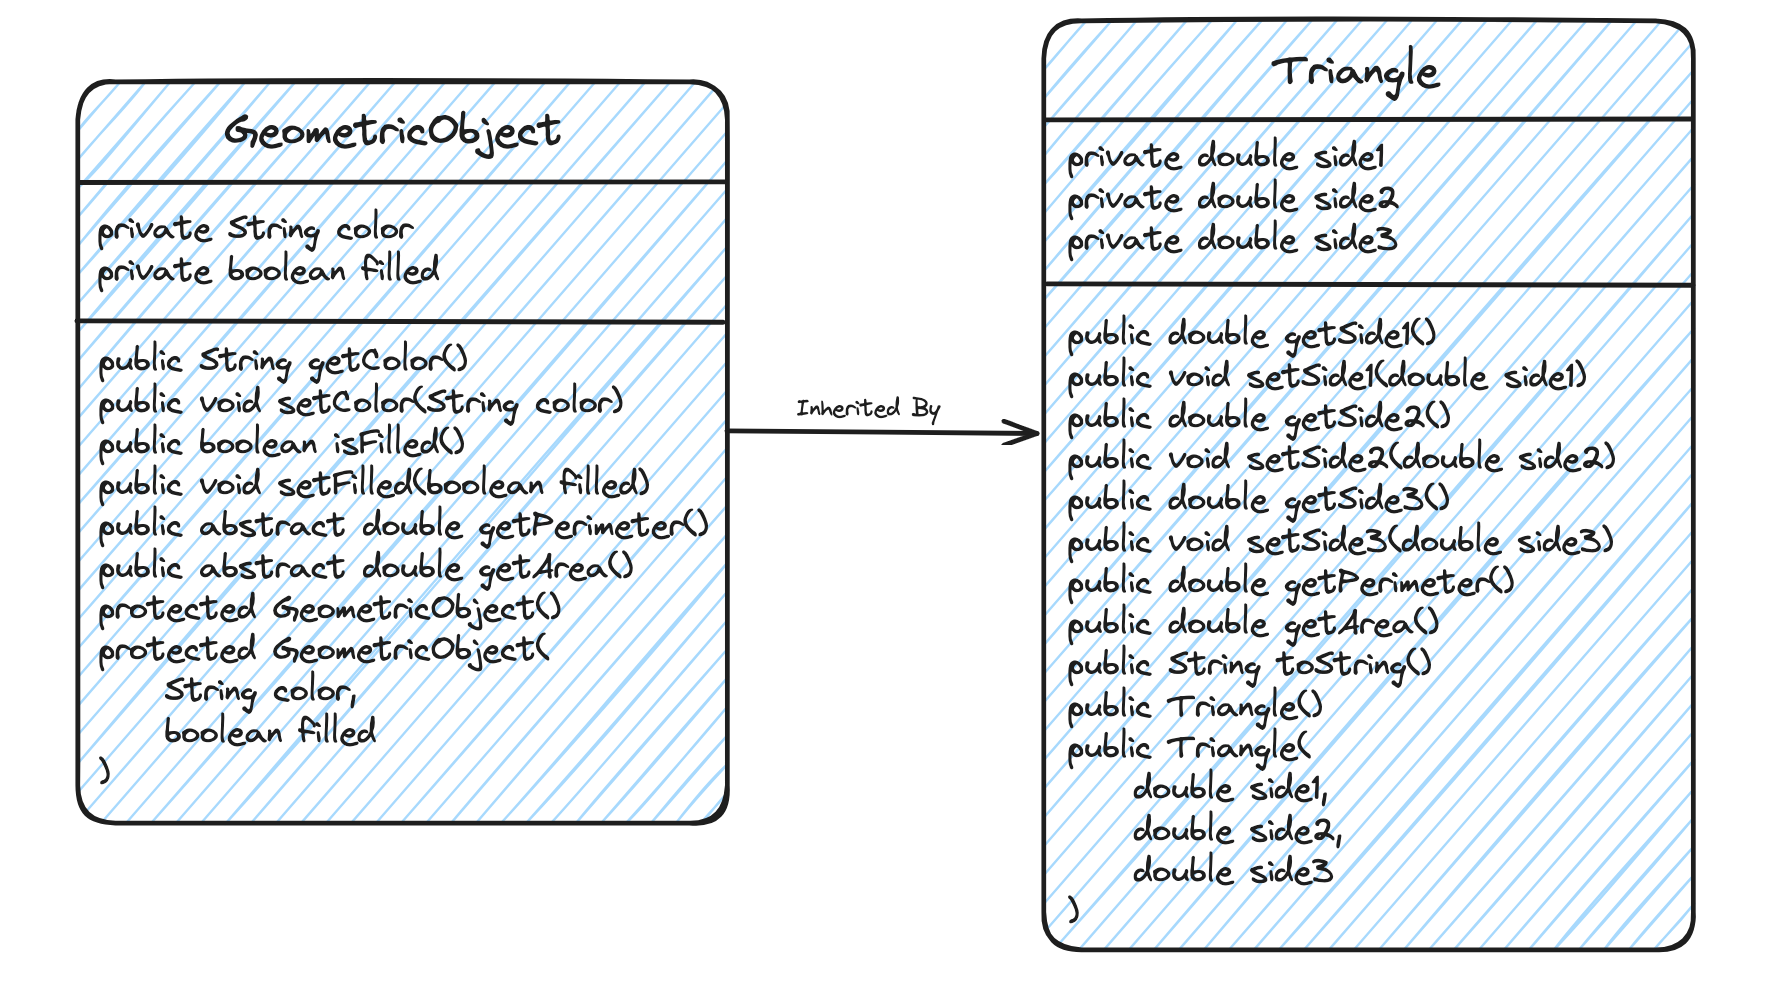 GeometricObject
private String color
private boolean filled
public String getColor()
public void setColor(String color)
public boolean isFilled()
public void setFilled(boolean filled)
public abstract double getPerimeter()
public abstract double getArea()
protected GeometricObject()
protected GeometricObject(
String color,
boolean filled
)
Inherited By
Triangle
private double side1
private double side2
private double side3
public double getSide1()
public void setSide1(double side1)
public double getSide2()
public void setSide2(double side2)
public double getSide3()
public void setSide3(double side3)
public double getPerimeter()
public double getArea()
public String toString()
public Triangle()
public Triangle(
double side1,
double side2,
double side3
)